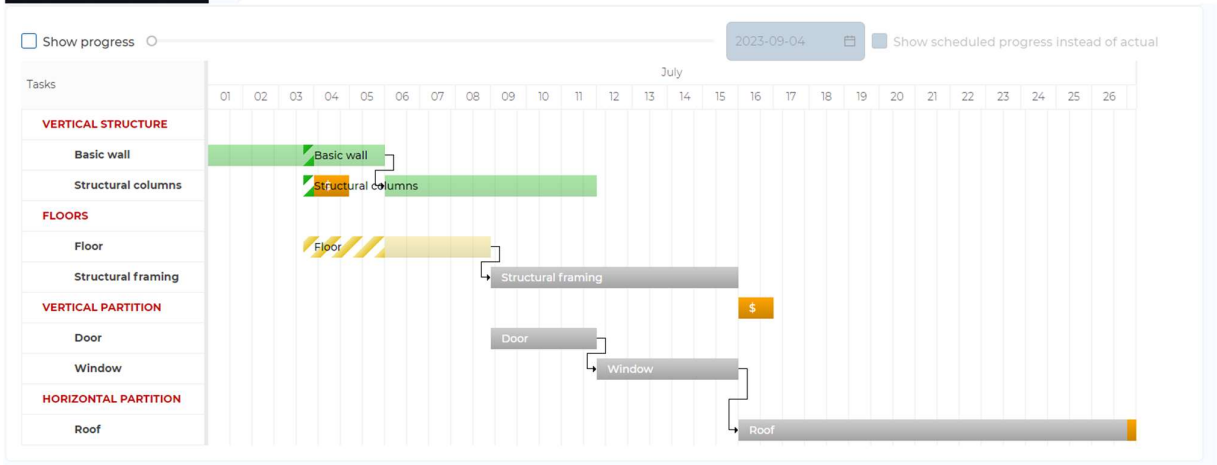 Show progress
2023-09-04
Show scheduled progress instead of actual
Tasks
July
01 02 03 04 05 06 07 08 09 10 11 12 13 14 15 16 17 18 19 20 21 22 23 24 25 26
VERTICAL STRUCTURE
Basic wall Basic wall
Structural columns $ Structural columns
FLOORS
Floor Floor
Structural framing Structural framing
VERTICAL PARTITION $
Door Door
Window Window
HORIZONTAL PARTITION
Roof Roof